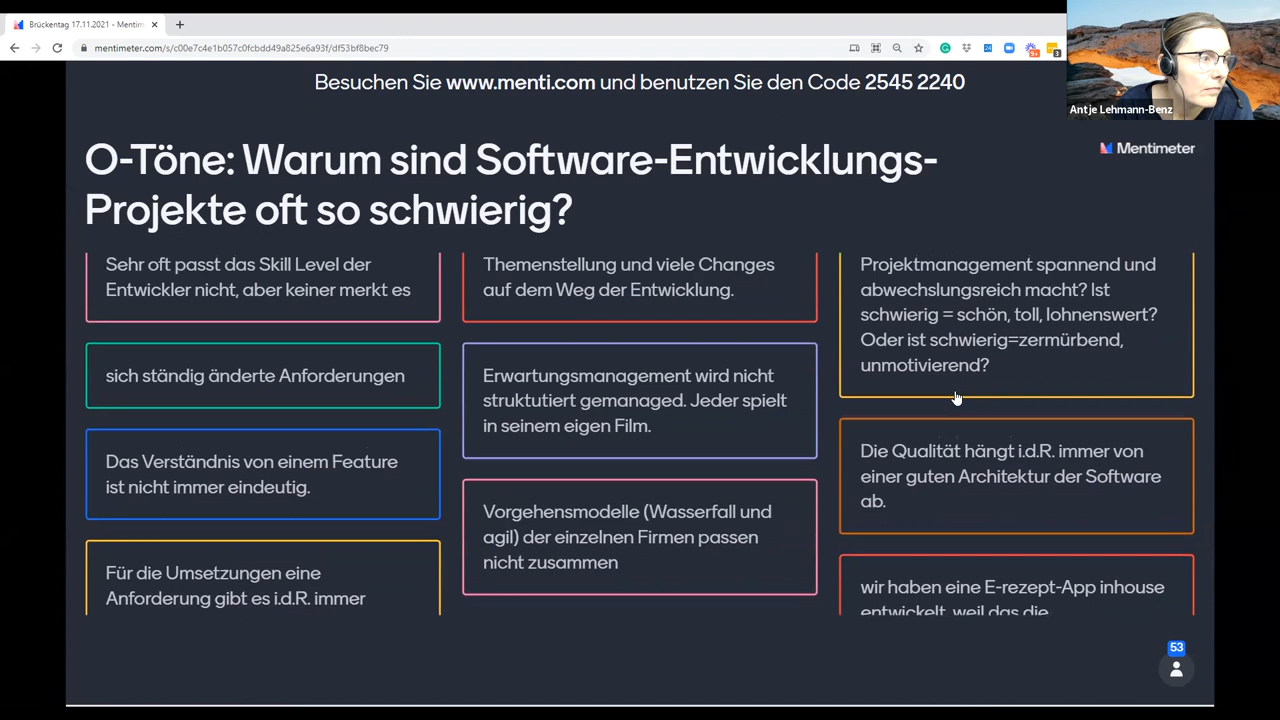 Brückentag 17.11.2021 - Mentim
mentimeter.com/s/c00e7c4e1b057c0fcbdd49a825e6a93f/df53bf8bec79
Antje Lehmann-Benz
Besuchen Sie www.menti.com und benutzen Sie den Code 2545 2240
Mentimeter
O-Töne: Warum sind Software-Entwicklungs-
Projekte oft so schwierig?
Sehr oft passt das Skill Level der
Entwickler nicht, aber keiner merkt es
sich ständig änderte Anforderungen
Das Verständnis von einem Feature
ist nicht immer eindeutig.
Für die Umsetzungen eine
Anforderung gibt es i.d.R. immer
Themenstellung und viele Changes
auf dem Weg der Entwicklung.
Erwartungsmanagement wird nicht
struktutiert gemanaged. Jeder spielt
in seinem eigen Film.
Vorgehensmodelle (Wasserfall und
agil) der einzelnen Firmen passen
nicht zusammen
Projektmanagement spannend und
abwechslungsreich macht? Ist
schwierig = schön, toll, lohnenswert?
Oder ist schwierig=zermürbend,
unmotivierend?
Die Qualität hängt i.d.R. immer von
einer guten Architektur der Software
ab.
wir haben eine E-rezept-App inhouse
entwickelt, weil das die
53